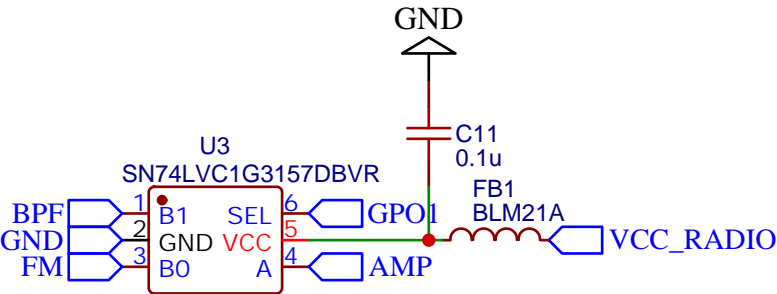 GND
C11
0.1u
U3
SN74LVC1G3157DBVR
FB1
BLM21A
BPF 1 B1 SEL 6 GPO1
GND 2 GND VCC 5 VCC_RADIO
FM 3 B0 A 4 AMP